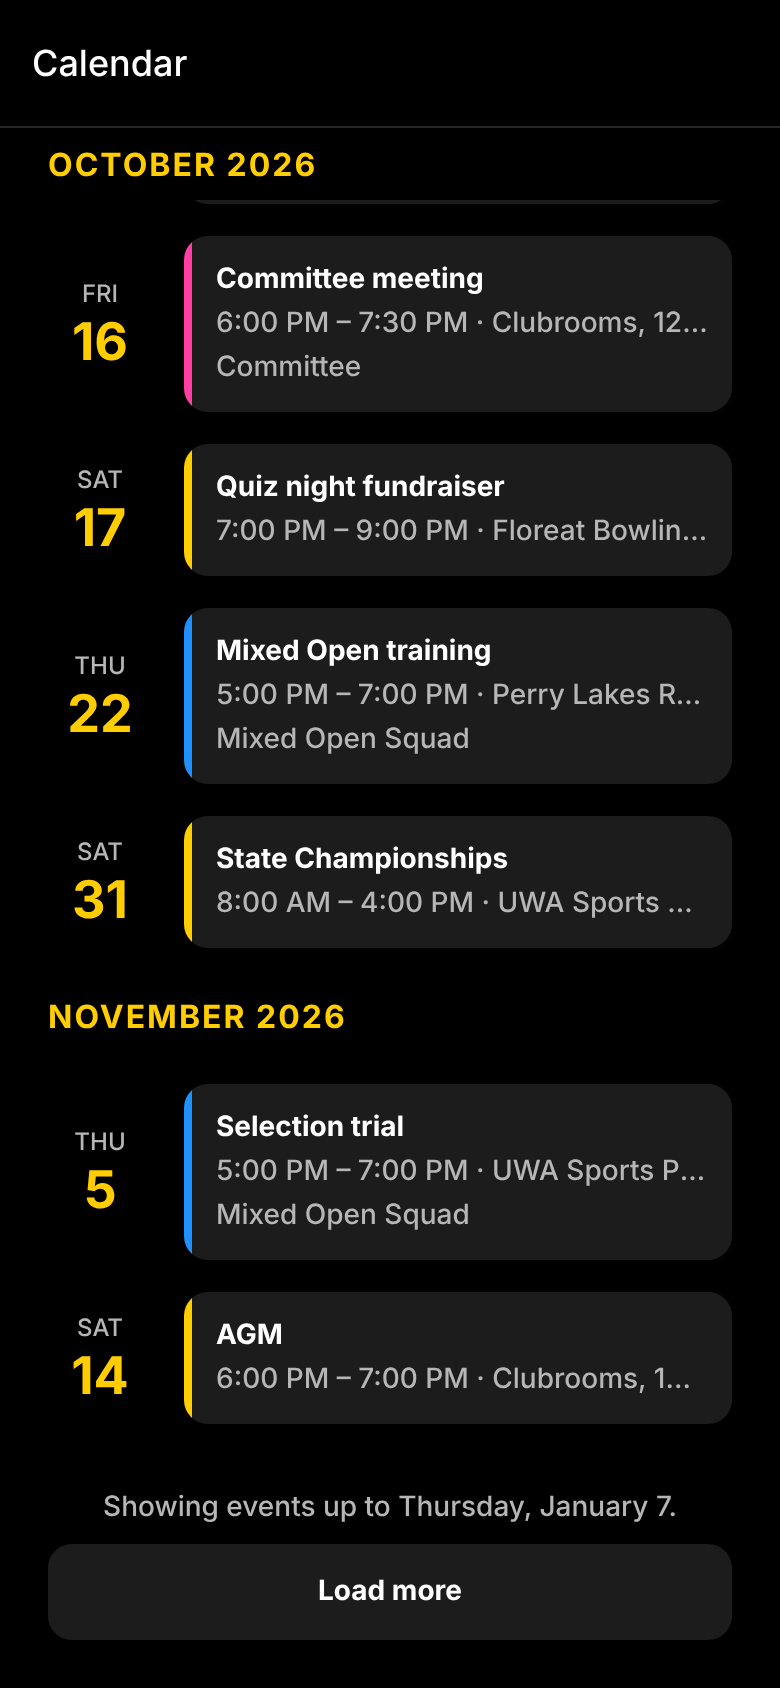 Calendar
OCTOBER 2026
FRI
16
Committee meeting
6:00 PM – 7:30 PM · Clubrooms, 12...
Committee
SAT
17
Quiz night fundraiser
7:00 PM – 9:00 PM · Floreat Bowlin...
THU
22
Mixed Open training
5:00 PM – 7:00 PM · Perry Lakes R...
Mixed Open Squad
SAT
31
State Championships
8:00 AM – 4:00 PM · UWA Sports ...
NOVEMBER 2026
THU
5
Selection trial
5:00 PM – 7:00 PM · UWA Sports P...
Mixed Open Squad
SAT
14
AGM
6:00 PM – 7:00 PM · Clubrooms, 1...
Showing events up to Thursday, January 7.
Load more